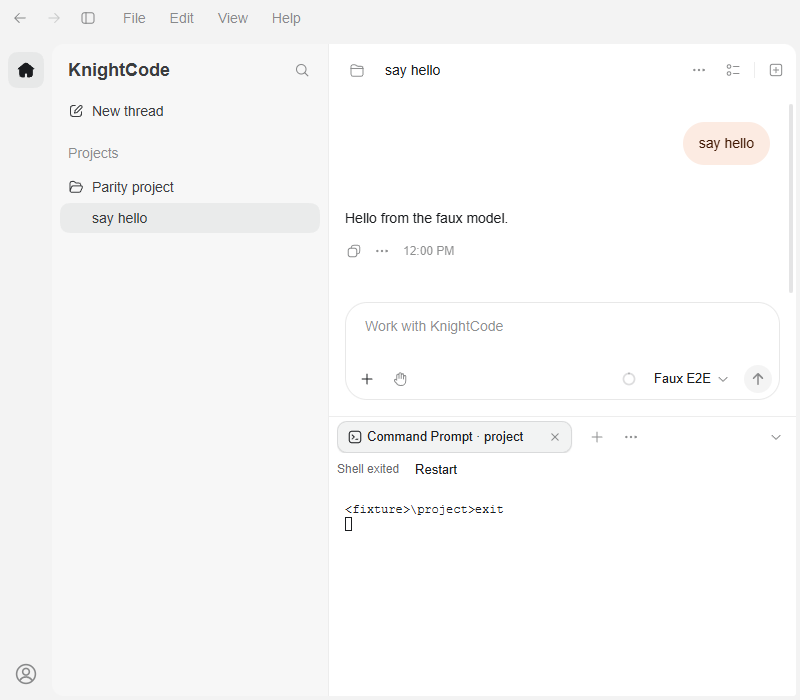 File Edit View Help
KnightCode
New thread
Projects
Parity project
say hello
say hello
say hello
Hello from the faux model.
12:00 PM
Work with KnightCode
Faux E2E
Command Prompt · project
Shell exited Restart
<fixture>\project>exit